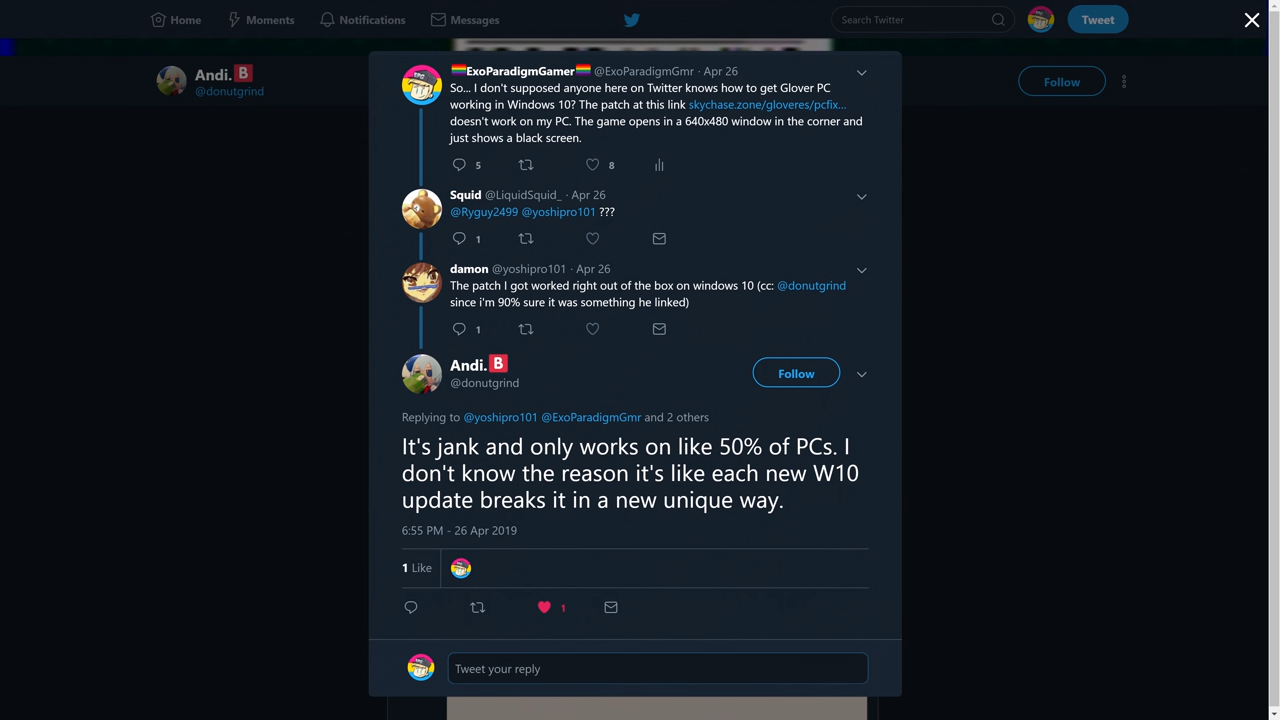 Home Moments Notifications Messages Search Twitter Tweet
Andi. B
@donutgrind
Follow
ExoParadigmGamer @ExoParadigmGmr · Apr 26
So... I don't supposed anyone here on Twitter knows how to get Glover PC
working in Windows 10? The patch at this link skychase.zone/gloveres/pcfix...
doesn't work on my PC. The game opens in a 640x480 window in the corner and
just shows a black screen.
5 8
Squid @LiquidSquid_ · Apr 26
@Ryguy2499 @yoshipro101 ???
1
damon @yoshipro101 · Apr 26
The patch I got worked right out of the box on windows 10 (cc: @donutgrind
since i'm 90% sure it was something he linked)
1
Andi. B
@donutgrind
Follow
Replying to @yoshipro101 @ExoParadigmGmr and 2 others
It's jank and only works on like 50% of PCs. I
don't know the reason it's like each new W10
update breaks it in a new unique way.
6:55 PM - 26 Apr 2019
1 Like
1
Tweet your reply